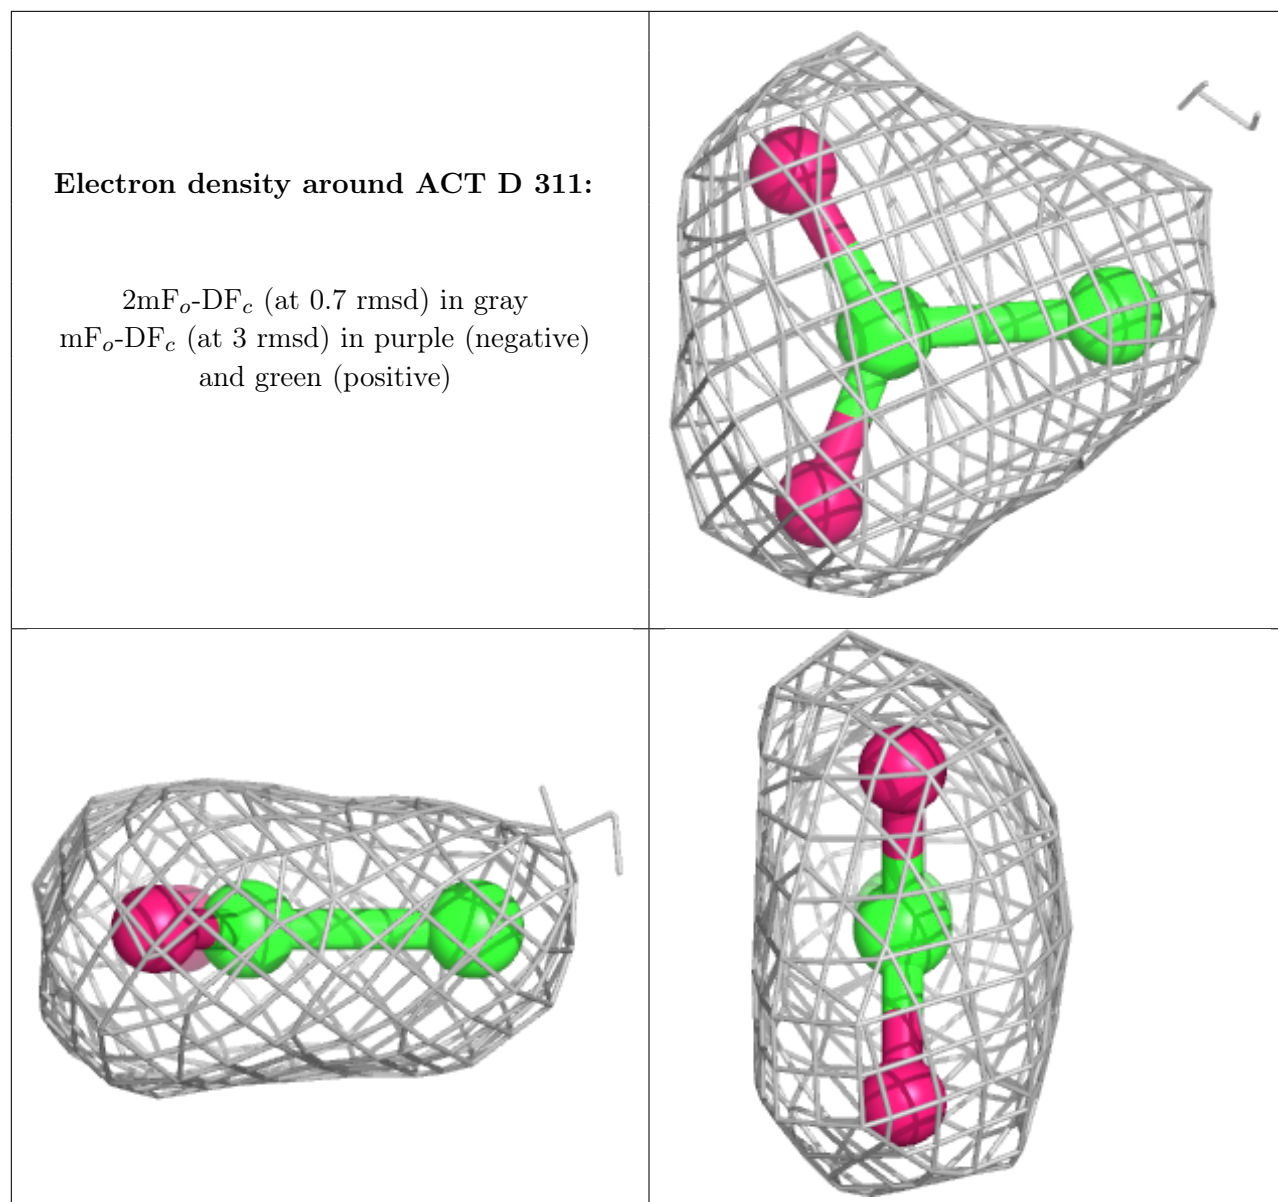 Electron density around ACT D 311:
2mFo-DFc (at 0.7 rmsd) in gray
mFo-DFc (at 3 rmsd) in purple (negative)
and green (positive)